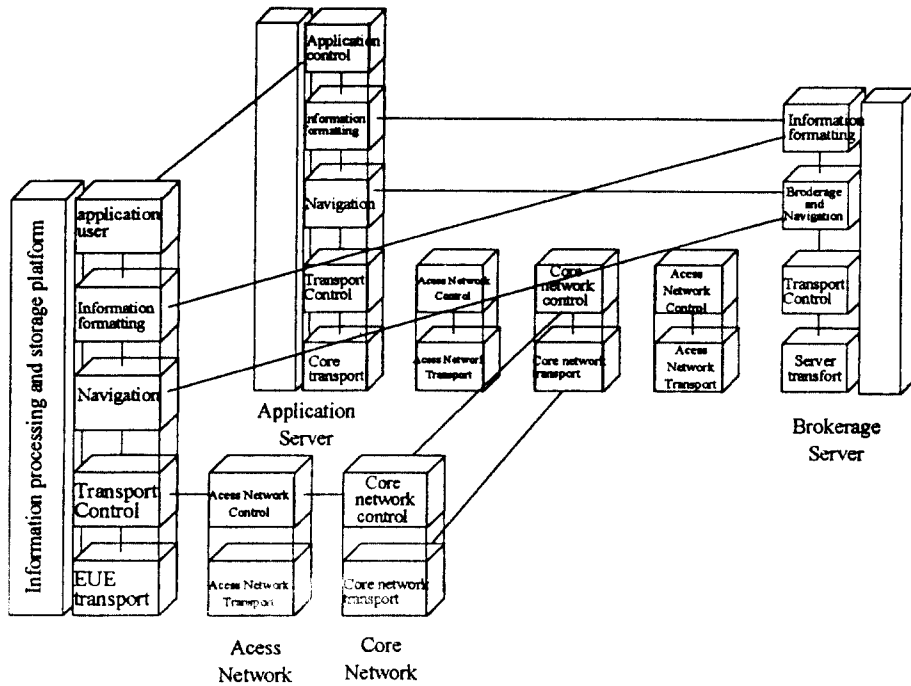 Application
control
Information
formatting
Navigation
Transport
Control
Core
transport
Application
Server
Information
formatting
Broderage
and
Navigation
Transport
Control
Server
transfort
Brokerage
Server
Acess Network
Control
Acess Network
Transport
Core
network
control
Core network
transport
Acess
Network
Control
Acess
Network
Transport
Information processing and storage platform
application
user
Information
formatting
Navigation
Transport
Control
EUE
transport
Acess Network
Control
Acess Network
Transport
Acess
Network
Core
network
control
Core network
transport
Core
Network